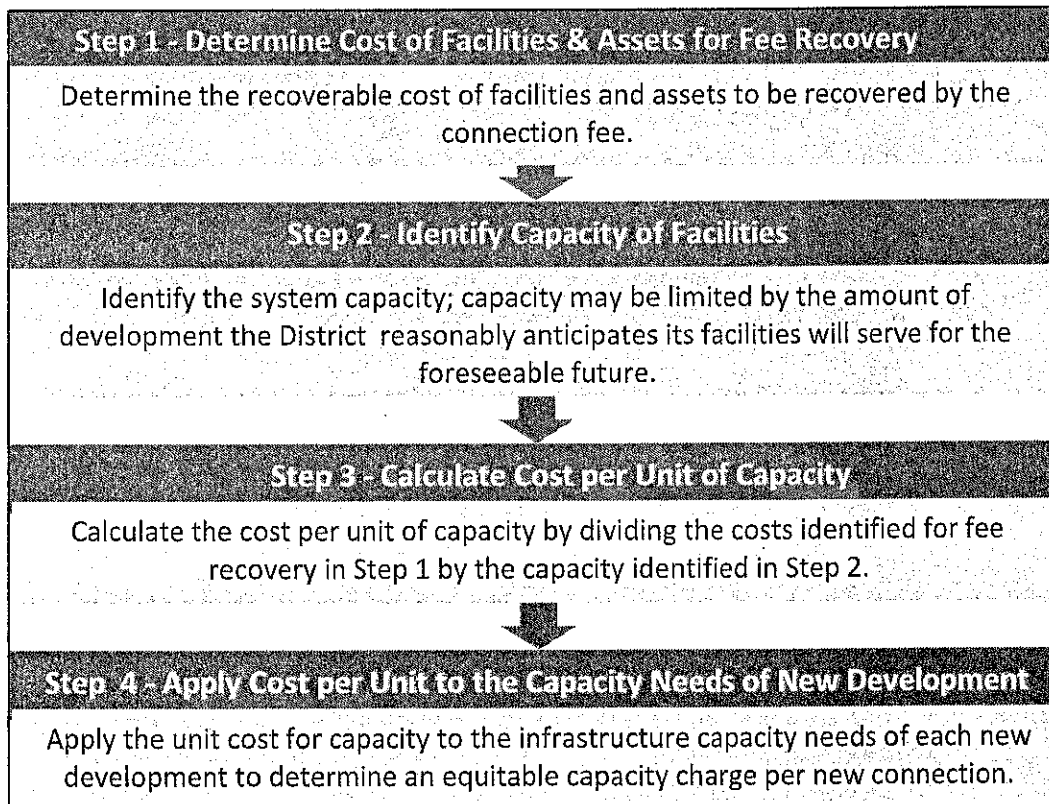 Step 1 - Determine Cost of Facilities & Assets for Fee Recovery
Determine the recoverable cost of facilities and assets to be recovered by the
connection fee.
Step 2 - Identify Capacity of Facilities
Identify the system capacity; capacity may be limited by the amount of
development the District reasonably anticipates its facilities will serve for the
foreseeable future.
Step 3 - Calculate Cost per Unit of Capacity
Calculate the cost per unit of capacity by dividing the costs identified for fee
recovery in Step 1 by the capacity identified in Step 2.
Step 4 - Apply Cost per Unit to the Capacity Needs of New Development
Apply the unit cost for capacity to the infrastructure capacity needs of each new
development to determine an equitable capacity charge per new connection.